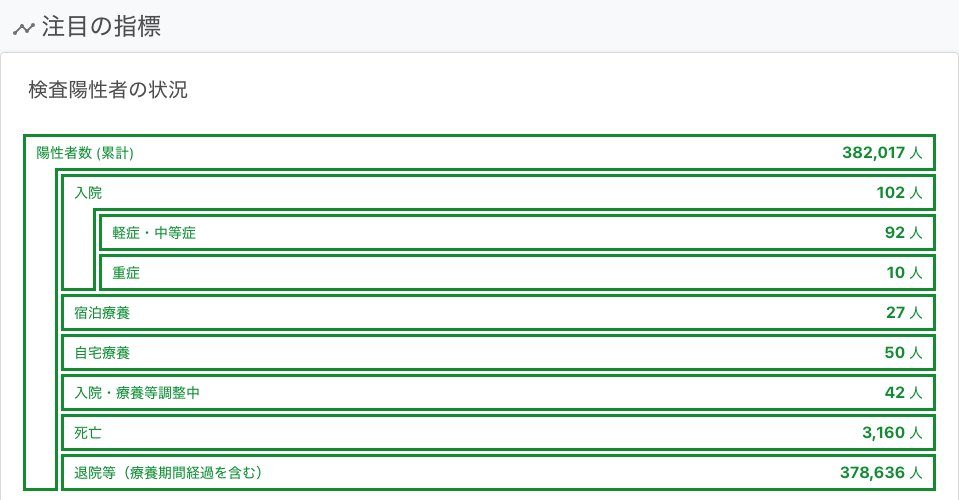 注目の指標
検査陽性者の状況
陽性者数 (累計) 382,017 人
入院 102 人
軽症・中等症 92 人
重症 10 人
宿泊療養 27 人
自宅療養 50 人
入院・療養等調整中 42 人
死亡 3,160 人
退院等（療養期間経過を含む） 378,636 人